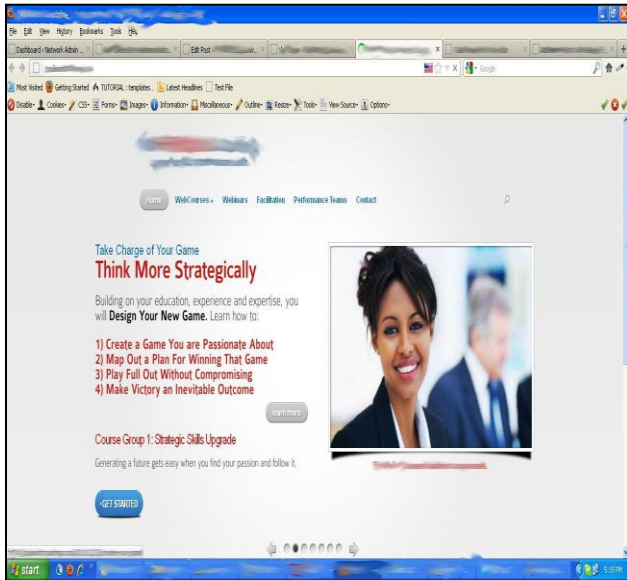 File Edit View History Bookmarks Tools Help
Dashboard ‹ Network Admin ... Edit Post ‹
Google
Most Visited Getting Started TUTORIAL : templates... Latest Headlines Test File
Disable Cookies CSS Forms Images Information Miscellaneous Outline Resize Tools View Source Options
Home WebCourses » Webinars Facilitation Performance Teams Contact
Take Charge of Your Game
Think More Strategically
Building on your education, experience and expertise, you
will Design Your New Game. Learn how to:
1) Create a Game You are Passionate About
2) Map Out a Plan For Winning That Game
3) Play Full Out Without Compromising
4) Make Victory an Inevitable Outcome
learn more
Course Group 1: Strategic Skills Upgrade
Generating a future gets easy when you find your passion and follow it.
GET STARTED
start 5:15 PM